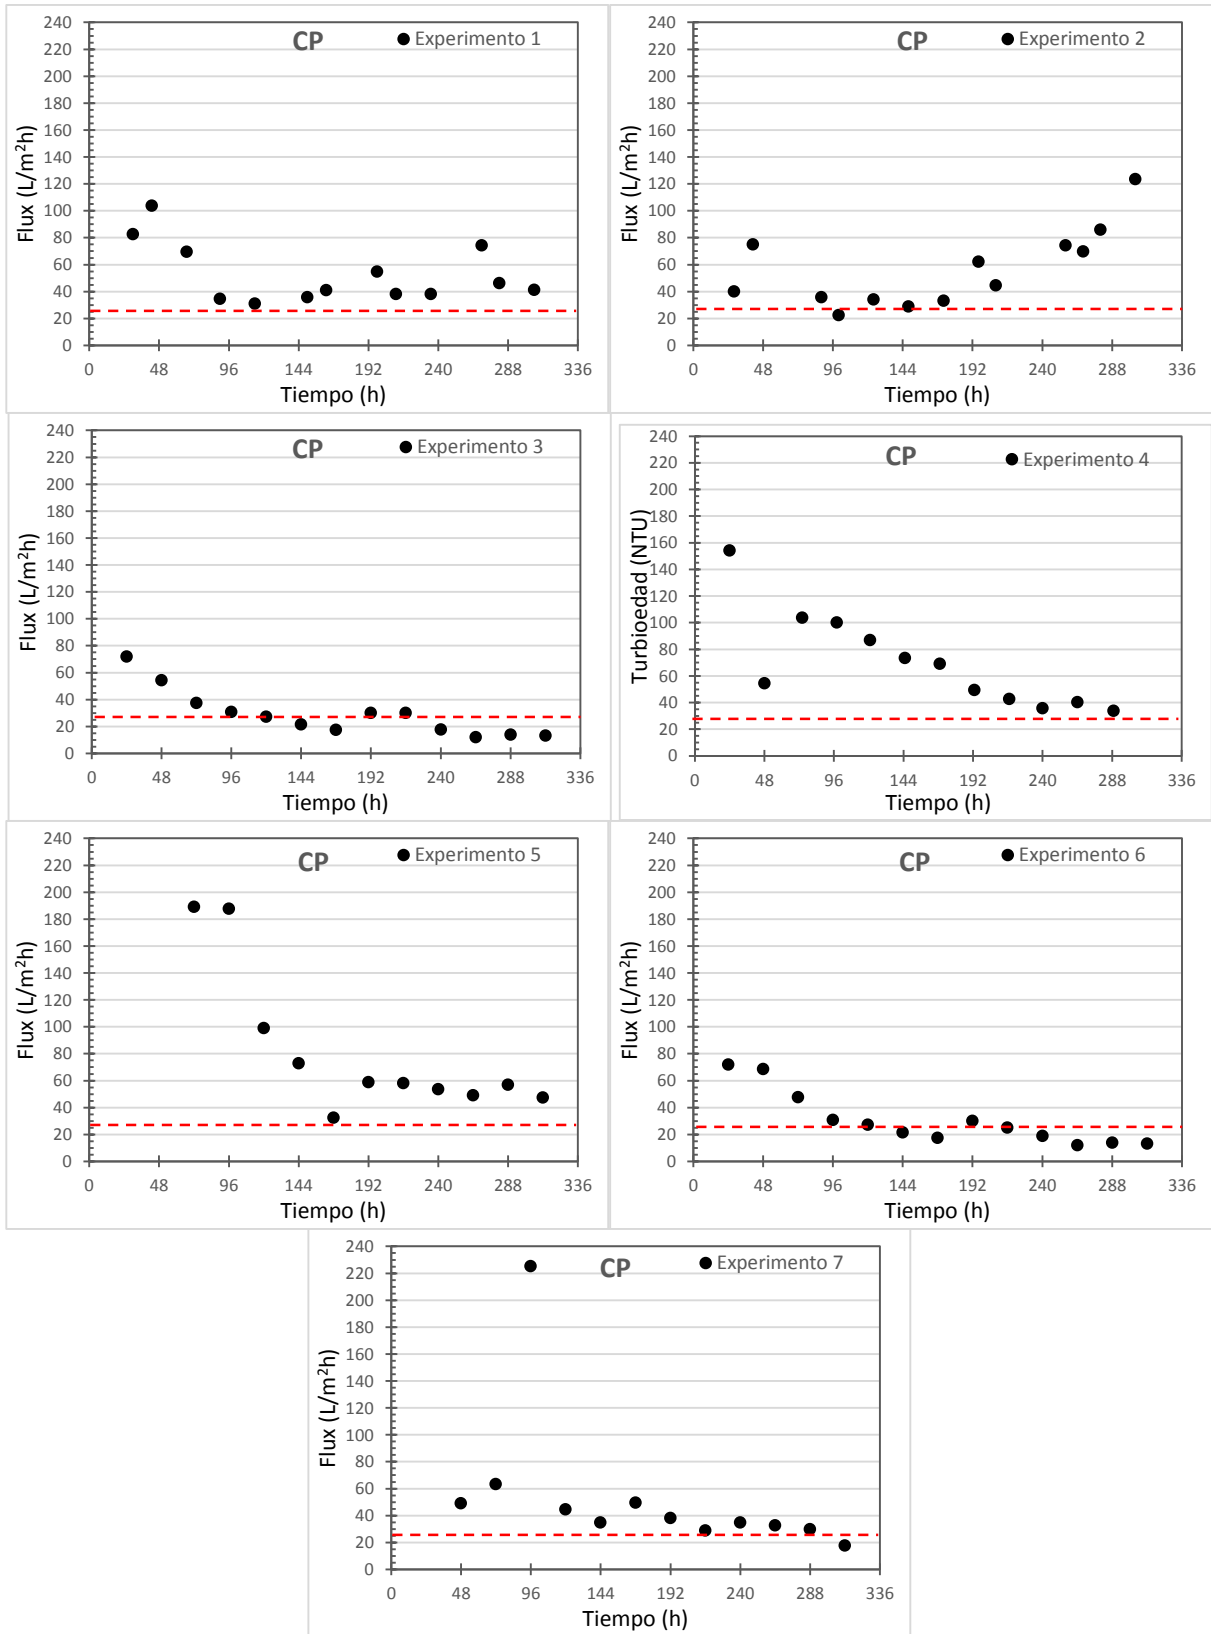 CP
Experimento 1
Flux (L/m²h)
240
220
200
180
160
140
120
100
80
60
40
20
0
0 48 96 144 192 240 288 336
Tiempo (h)
CP
Experimento 2
Flux (L/m²h)
240
220
200
180
160
140
120
100
80
60
40
20
0
0 48 96 144 192 240 288 336
Tiempo (h)
CP
Experimento 3
Flux (L/m²h)
240
220
200
180
160
140
120
100
80
60
40
20
0
0 48 96 144 192 240 288 336
Tiempo (h)
CP
Experimento 4
Turbioedad (NTU)
240
220
200
180
160
140
120
100
80
60
40
20
0
0 48 96 144 192 240 288 336
Tiempo (h)
CP
Experimento 5
Flux (L/m²h)
240
220
200
180
160
140
120
100
80
60
40
20
0
0 48 96 144 192 240 288 336
Tiempo (h)
CP
Experimento 6
Flux (L/m²h)
240
220
200
180
160
140
120
100
80
60
40
20
0
0 48 96 144 192 240 288 336
Tiempo (h)
CP
Experimento 7
Flux (L/m²h)
240
220
200
180
160
140
120
100
80
60
40
20
0
0 48 96 144 192 240 288 336
Tiempo (h)